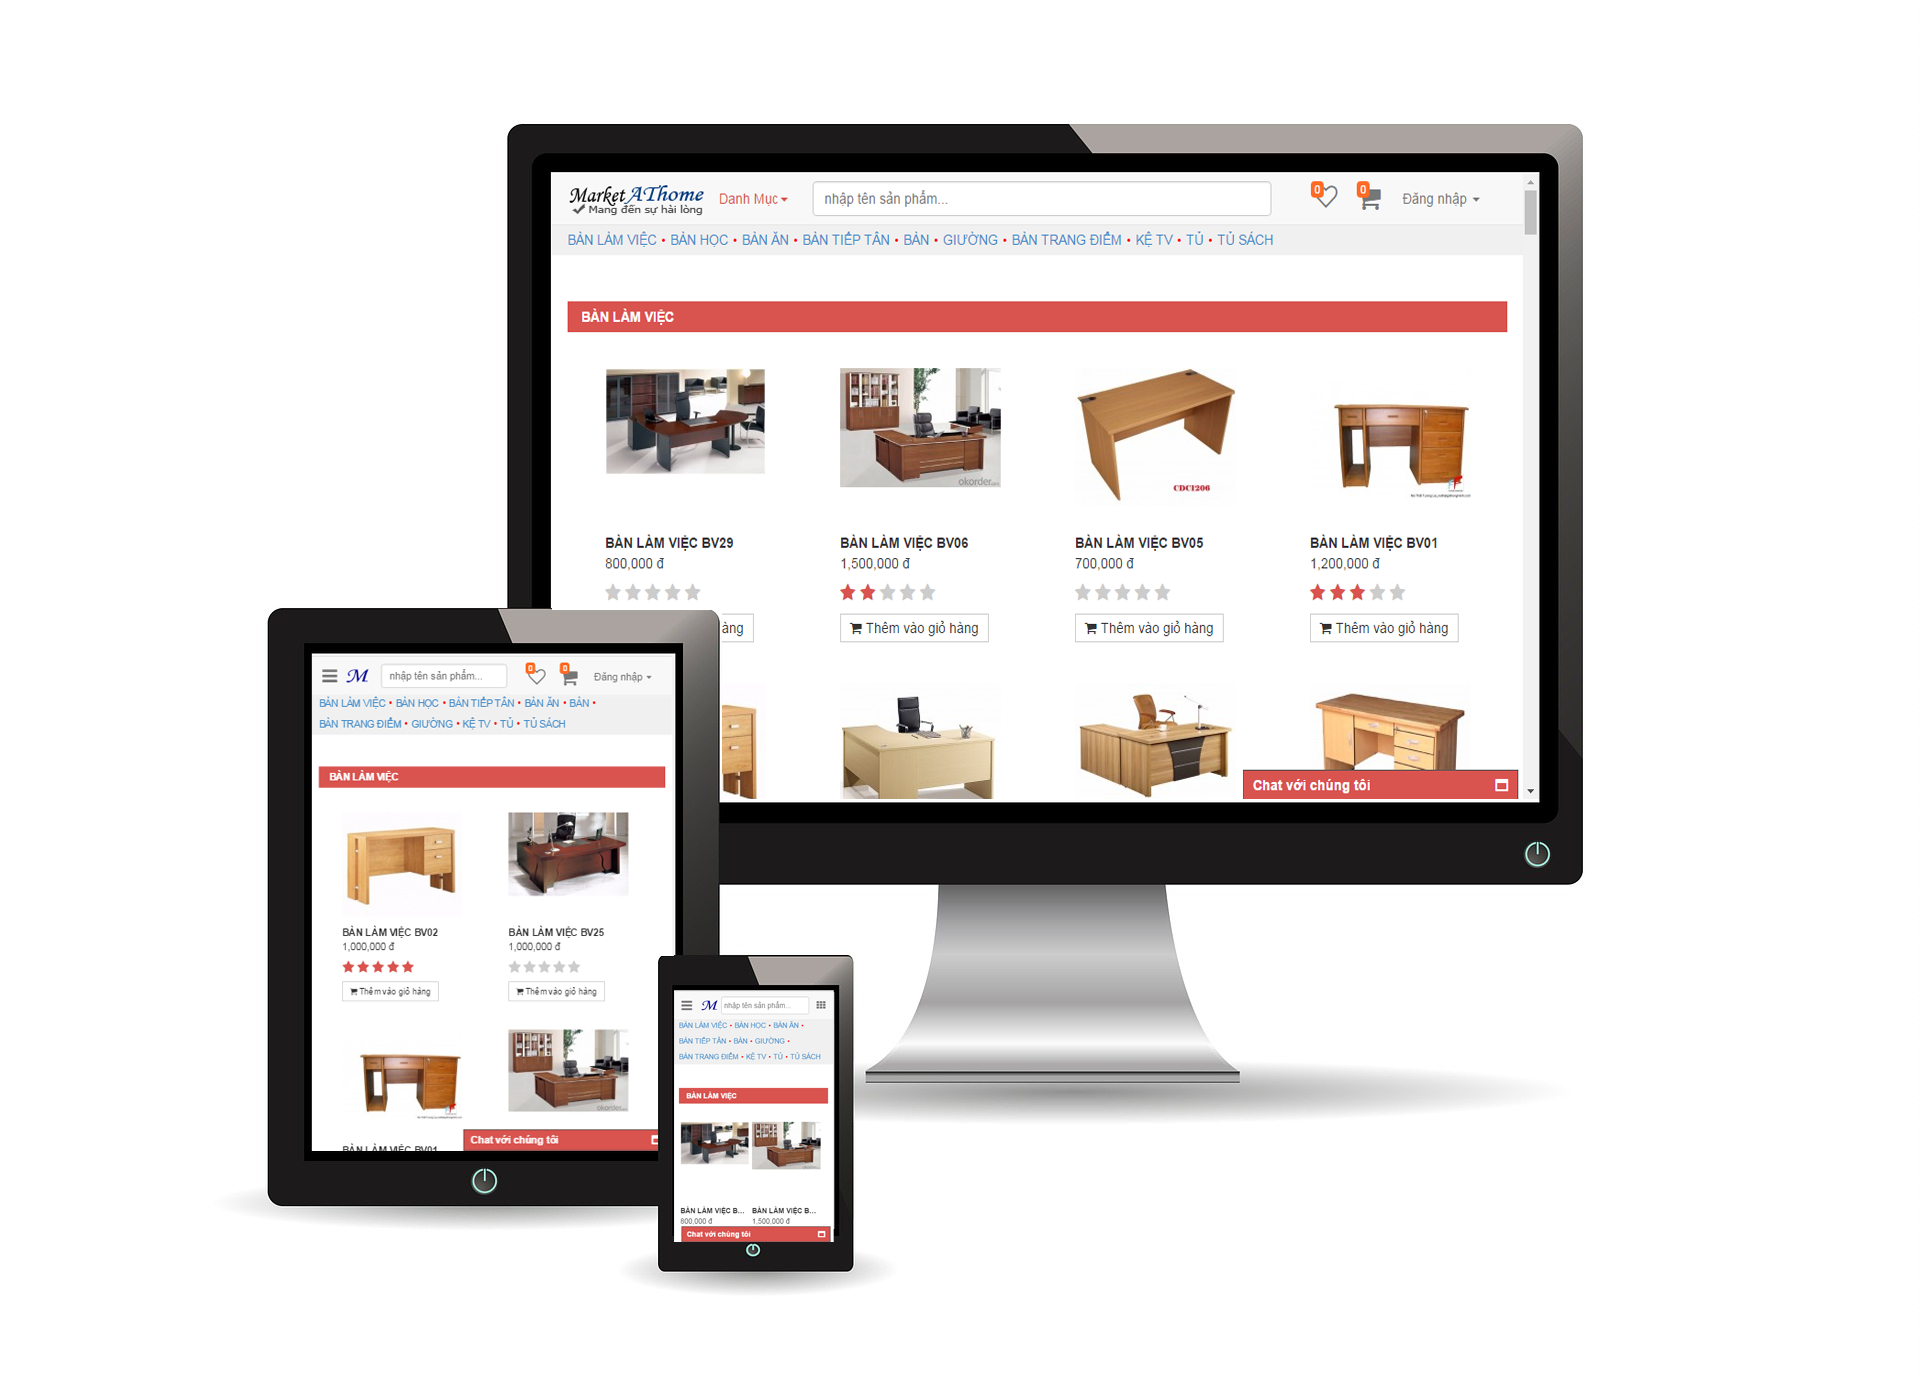 Market AThome
Mang đến sự hài lòng
Danh Mục
nhập tên sản phẩm...
0
0
Đăng nhập
BÀN LÀM VIỆC • BÀN HỌC • BÀN ĂN • BÀN TIẾP TÂN • BÀN • GIƯỜNG • BÀN TRANG ĐIỂM • KỆ TV • TỦ • TỦ SÁCH
BÀN LÀM VIỆC
okorder
CDC1206
BÀN LÀM VIỆC BV29
800,000 đ
àng
BÀN LÀM VIỆC BV06
1,500,000 đ
Thêm vào giỏ hàng
BÀN LÀM VIỆC BV05
700,000 đ
Thêm vào giỏ hàng
BÀN LÀM VIỆC BV01
1,200,000 đ
Thêm vào giỏ hàng
Chat với chúng tôi
M
nhập tên sản phẩm...
0
0
Đăng nhập
BÀN LÀM VIỆC • BÀN HỌC • BÀN TIẾP TÂN • BÀN ĂN • BÀN •
BÀN TRANG ĐIỂM • GIƯỜNG • KỆ TV • TỦ • TỦ SÁCH
BÀN LÀM VIỆC
BÀN LÀM VIỆC BV02
1,000,000 đ
Thêm vào giỏ hàng
BÀN LÀM VIỆC BV25
1,000,000 đ
Thêm vào giỏ hàng
okorder
BÀN LÀM VIỆC BV01
Chat với chúng tôi
M
nhập tên sản phẩm...
BÀN LÀM VIỆC • BÀN HỌC • BÀN ĂN •
BÀN TIẾP TÂN • BÀN • GIƯỜNG •
BÀN TRANG ĐIỂM • KỆ TV • TỦ • TỦ SÁCH
BÀN LÀM VIỆC
BÀN LÀM VIỆC B...
800,000 đ
BÀN LÀM VIỆC B...
1,500,000 đ
Chat với chúng tôi